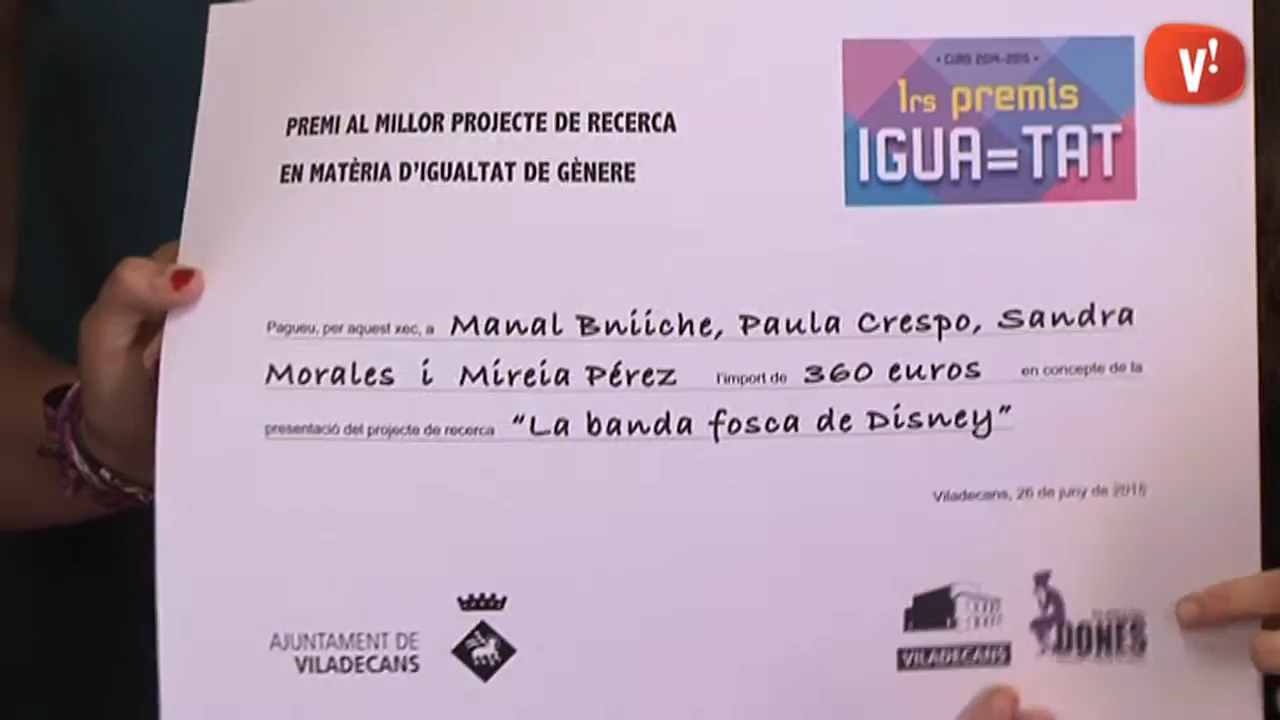 • CURS 2014-2015 •
1rs premis
IGUA=TAT
V!
PREMI AL MILLOR PROJECTE DE RECERCA
EN MATÈRIA D'IGUALTAT DE GÈNERE
Pagueu, per aquest xec, a Manal Bniiche, Paula Crespo, Sandra
Morales i Mireia Pérez l'import de 360 euros en concepte de la
presentació del projecte de recerca "La banda fosca de Disney"
Viladecans, 26 de juny de 2015
AJUNTAMENT DE
VILADECANS
VILADECANS
DONES